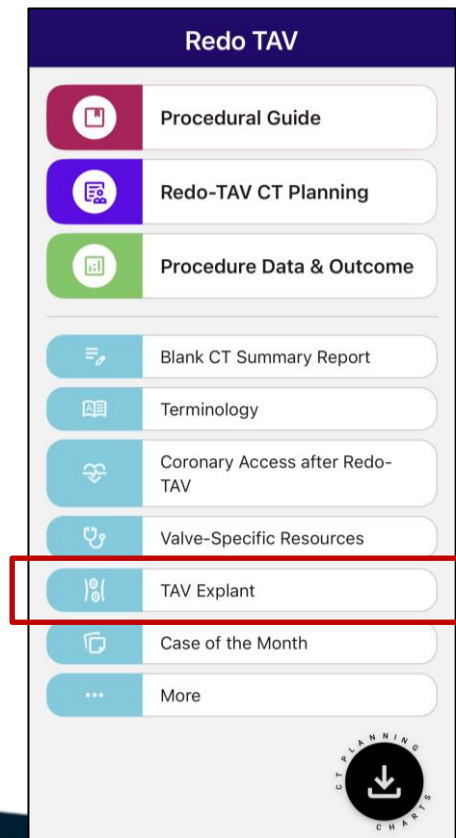 Redo TAV
Procedural Guide
Redo-TAV CT Planning
Procedure Data & Outcome
Blank CT Summary Report
Terminology
Coronary Access after Redo-
TAV
Valve-Specific Resources
TAV Explant
Case of the Month
More
CT PLANNING
CHARTS